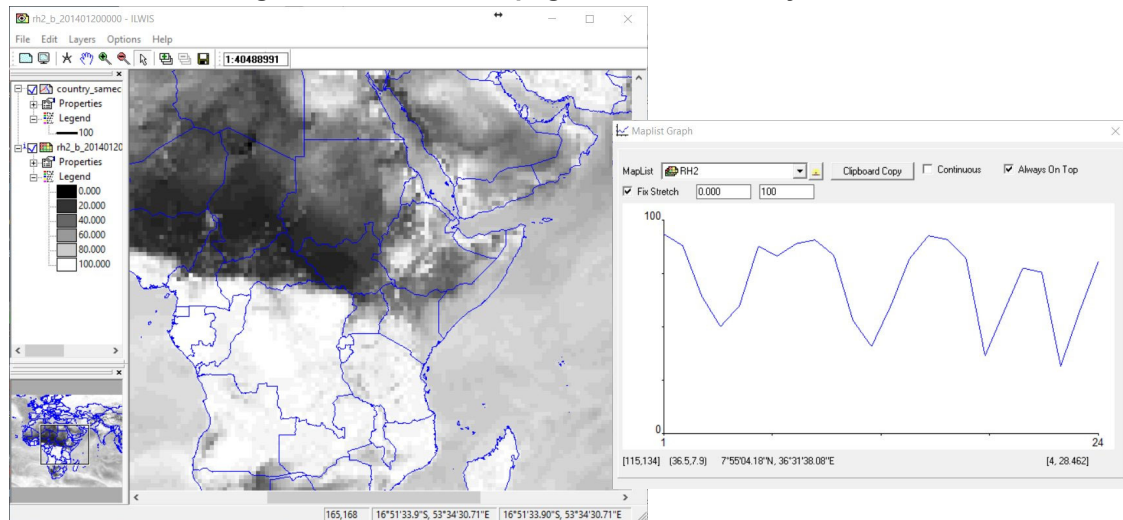 rh2_b_201401200000 - ILWIS
File Edit Layers Options Help
1:40488991
country_samec
Properties
Legend
100
rh2_b_20140120
Properties
Legend
0.000
20.000
40.000
60.000
80.000
100.000
165,168 16°51'33.9"S, 53°34'30.71"E 16°51'33.90"S, 53°34'30.71"E
Maplist Graph
MapList RH2 Clipboard Copy Continuous Always On Top
Fix Stretch 0.000 100
100
0
1 24
[115,134] (36.5,7.9) 7°55'04.18"N, 36°31'38.08"E [4, 28.462]